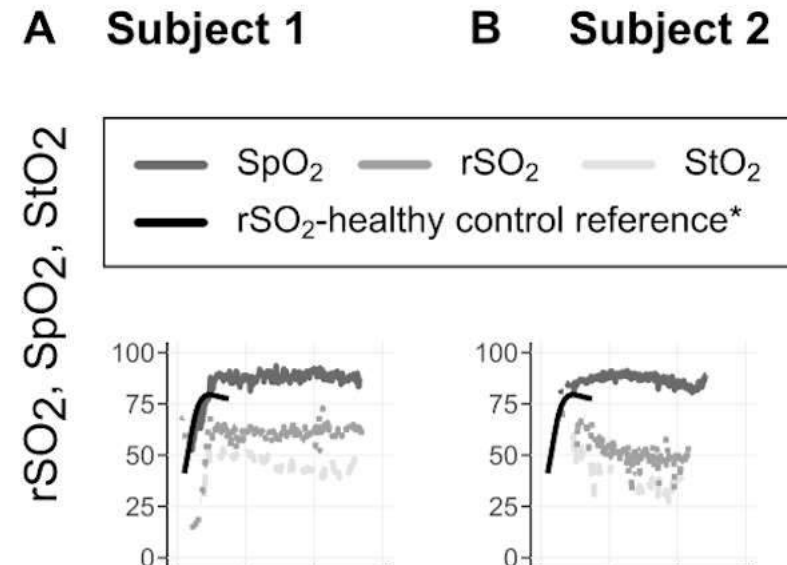 A Subject 1 B Subject 2
SpO₂ rSO₂ StO₂
rSO₂-healthy control reference*
rSO2, SpO2, StO2
100 100
75 75
50 50
25 25
0 0